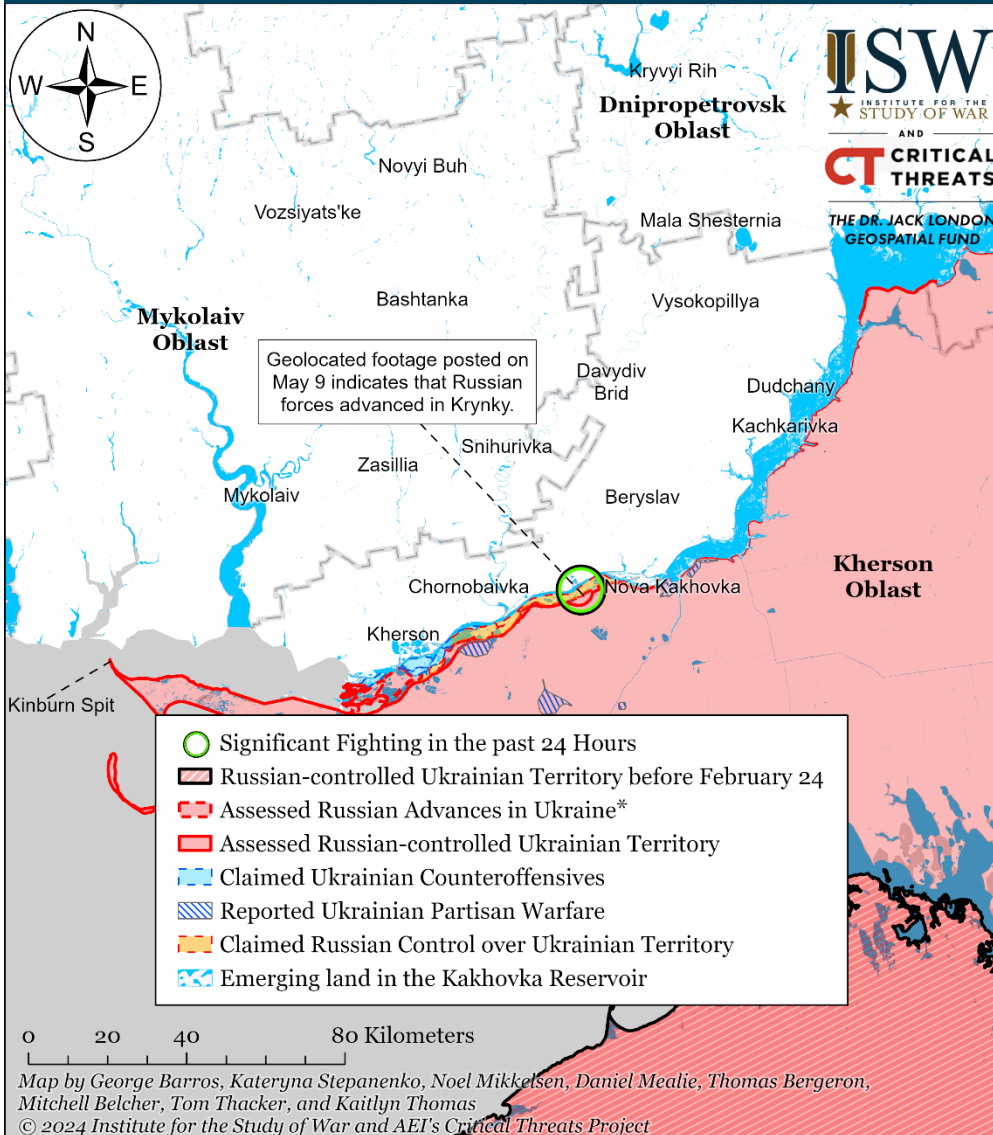 N
W
E
S
ISW
INSTITUTE FOR THE
STUDY OF WAR
AND
CT CRITICAL
THREATS
THE DR. JACK LONDON
GEOSPATIAL FUND
Kryvyi Rih
Dnipropetrovsk
Oblast
Novyi Buh
Vozsiyats'ke
Mala Shesternia
Bashtanka
Vysokopillya
Mykolaiv
Oblast
Geolocated footage posted on
May 9 indicates that Russian
forces advanced in Krynky.
Davydiv
Brid
Dudchany
Kachkarivka
Snihurivka
Zasillia
Mykolaiv
Beryslav
Kherson
Oblast
Chornobaivka
Nova Kakhovka
Kherson
Kinburn Spit
Significant Fighting in the past 24 Hours
Russian-controlled Ukrainian Territory before February 24
Assessed Russian Advances in Ukraine*
Assessed Russian-controlled Ukrainian Territory
Claimed Ukrainian Counteroffensives
Reported Ukrainian Partisan Warfare
Claimed Russian Control over Ukrainian Territory
Emerging land in the Kakhovka Reservoir
0 20 40 80 Kilometers
Map by George Barros, Kateryna Stepanenko, Noel Mikkelsen, Daniel Mealie, Thomas Bergeron,
Mitchell Belcher, Tom Thacker, and Kaitlyn Thomas
© 2024 Institute for the Study of War and AEI's Critical Threats Project